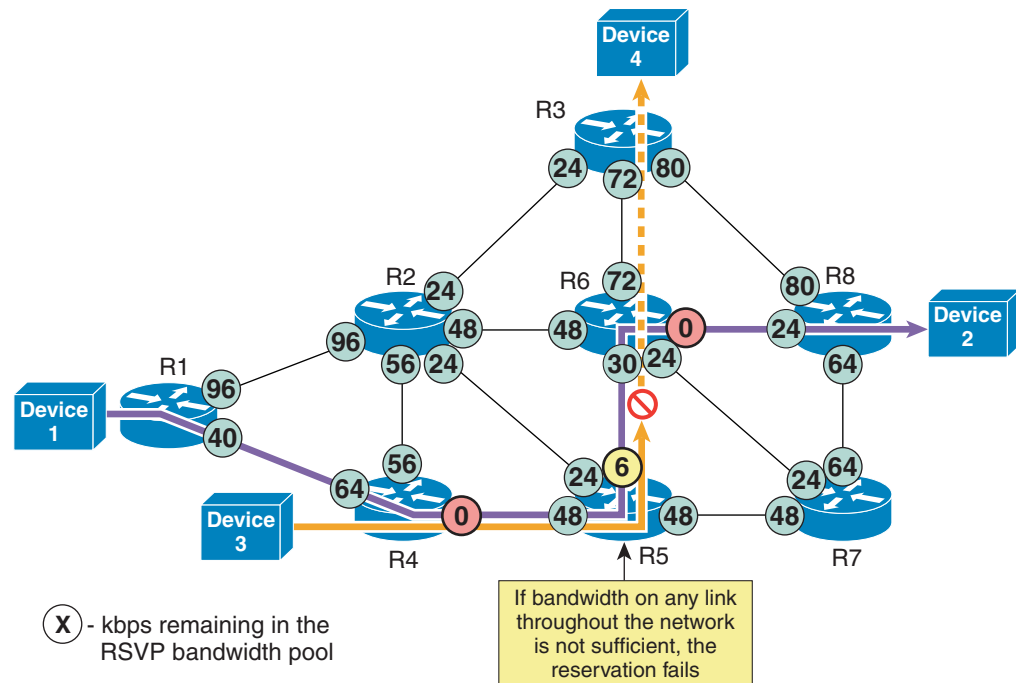 Device
4
R3
24
72
80
R2
24
R6
72
80
R8
96
48
48
0
24
Device
2
56
24
30
24
64
R1
96
Device
1
40
56
6
64
24
24
64
0
48
48
48
Device
3
R4
R5
R7
X - kbps remaining in the
RSVP bandwidth pool
If bandwidth on any link
throughout the network
is not sufficient, the
reservation fails